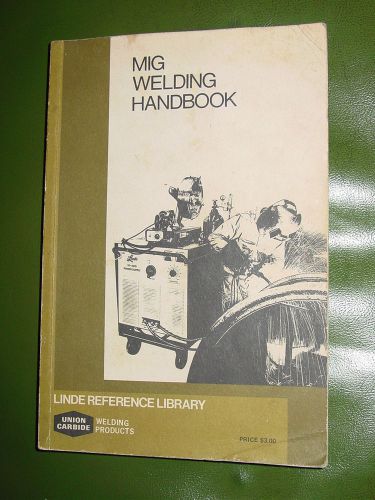 MIG
WELDING
HANDBOOK
LINDE REFERENCE LIBRARY
UNION
CARBIDE
WELDING
PRODUCTS
PRICE $3.00